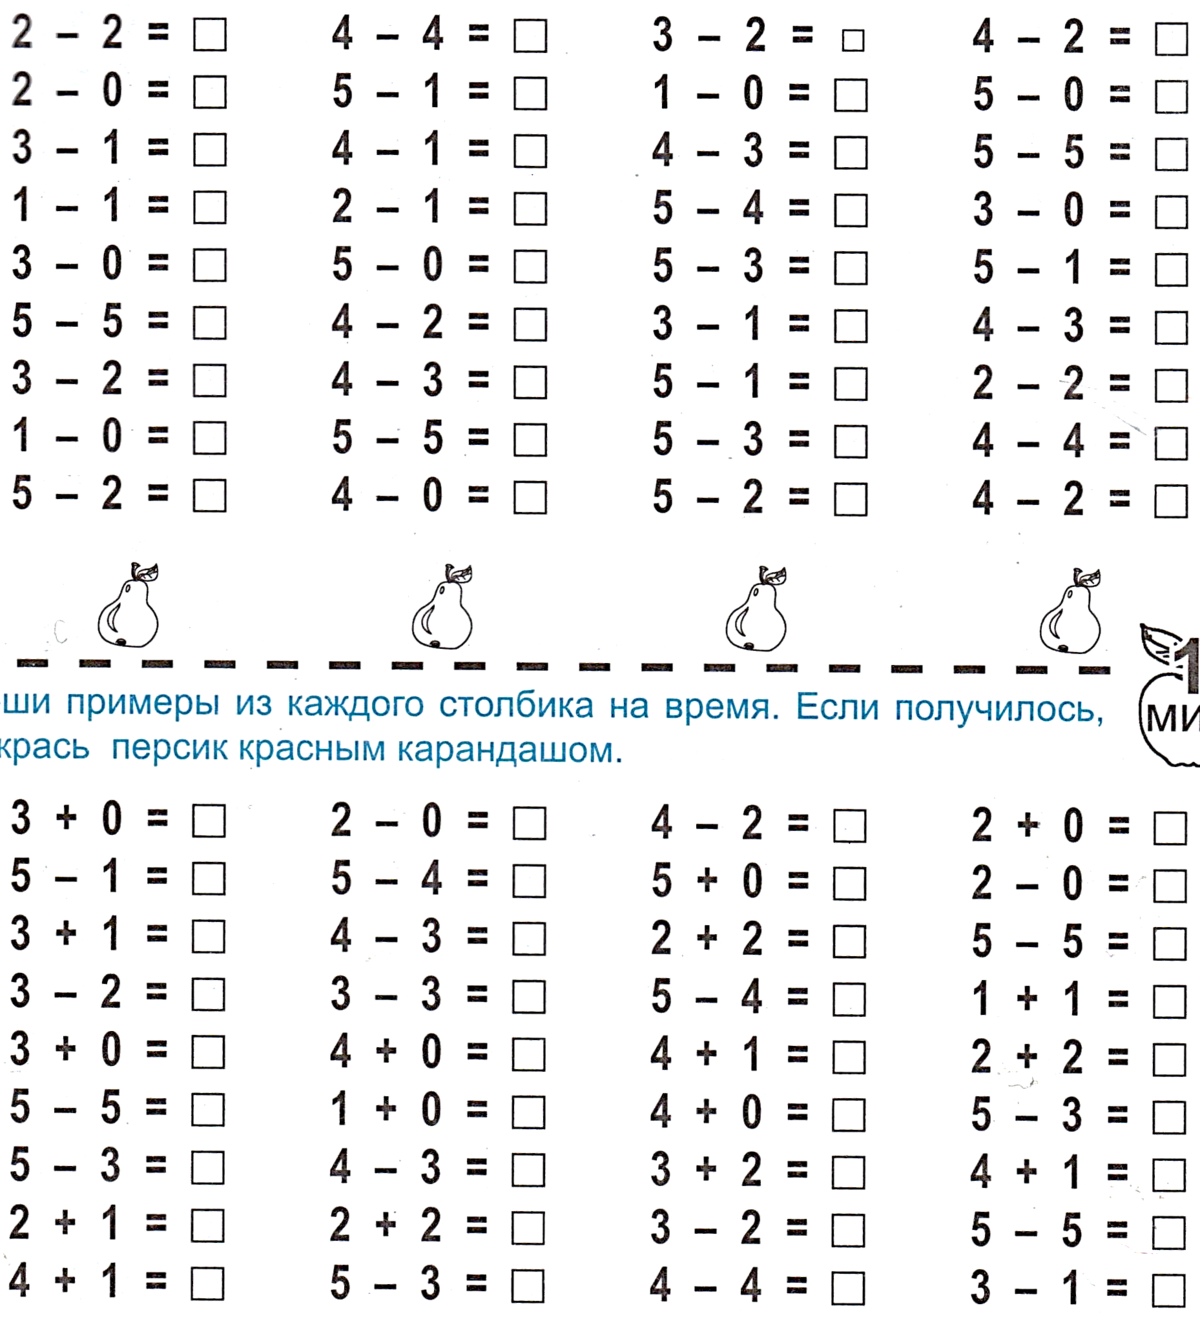 2 – 2 = □ 4 – 4 = □ 3 – 2 = □ 4 – 2 = □
2 – 0 = □ 5 – 1 = □ 1 – 0 = □ 5 – 0 = □
3 – 1 = □ 4 – 1 = □ 4 – 3 = □ 5 – 5 = □
1 – 1 = □ 2 – 1 = □ 5 – 4 = □ 3 – 0 = □
3 – 0 = □ 5 – 0 = □ 5 – 3 = □ 5 – 1 = □
5 – 5 = □ 4 – 2 = □ 3 – 1 = □ 4 – 3 = □
3 – 2 = □ 4 – 3 = □ 5 – 1 = □ 2 – 2 = □
1 – 0 = □ 5 – 5 = □ 5 – 3 = □ 4 – 4 = □
5 – 2 = □ 4 – 0 = □ 5 – 2 = □ 4 – 2 = □
1
ши примеры из каждого столбика на время. Если получилось,
ми
крась персик красным карандашом.
3 + 0 = □ 2 – 0 = □ 4 – 2 = □ 2 + 0 = □
5 – 1 = □ 5 – 4 = □ 5 + 0 = □ 2 – 0 = □
3 + 1 = □ 4 – 3 = □ 2 + 2 = □ 5 – 5 = □
3 – 2 = □ 3 – 3 = □ 5 – 4 = □ 1 + 1 = □
3 + 0 = □ 4 + 0 = □ 4 + 1 = □ 2 + 2 = □
5 – 5 = □ 1 + 0 = □ 4 + 0 = □ 5 – 3 = □
5 – 3 = □ 4 – 3 = □ 3 + 2 = □ 4 + 1 = □
2 + 1 = □ 2 + 2 = □ 3 – 2 = □ 5 – 5 = □
4 + 1 = □ 5 – 3 = □ 4 – 4 = □ 3 – 1 = □